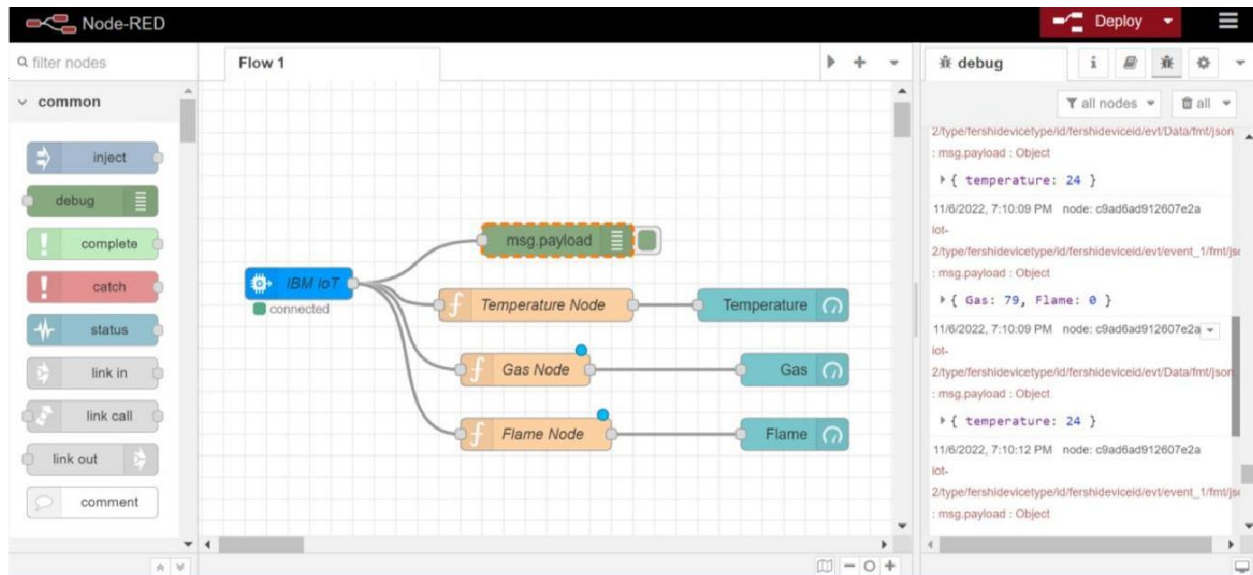 Node-RED
Deploy
filter nodes
common
inject
debug
complete
catch
status
link in
link call
link out
comment
Flow 1
msg.payload
IBM IoT
connected
Temperature Node
Temperature
Gas Node
Gas
Flame Node
Flame
debug
i
all nodes
all
2/type/fershidevicetype/id/fershideviceid/evt/Data/fmt/json
: msg.payload : Object
{ temperature: 24 }
11/6/2022, 7:10:09 PM node: c9ad6ad912607e2a
iot-
2/type/fershidevicetype/id/fershideviceid/evt/event_1/fmt/js
: msg.payload : Object
{ Gas: 79, Flame: 0 }
11/6/2022, 7:10:09 PM node: c9ad6ad912607e2a
iot-
2/type/fershidevicetype/id/fershideviceid/evt/Data/fmt/json
: msg.payload : Object
{ temperature: 24 }
11/6/2022, 7:10:12 PM node: c9ad6ad912607e2a
iot-
2/type/fershidevicetype/id/fershideviceid/evt/event_1/fmt/js
: msg.payload : Object